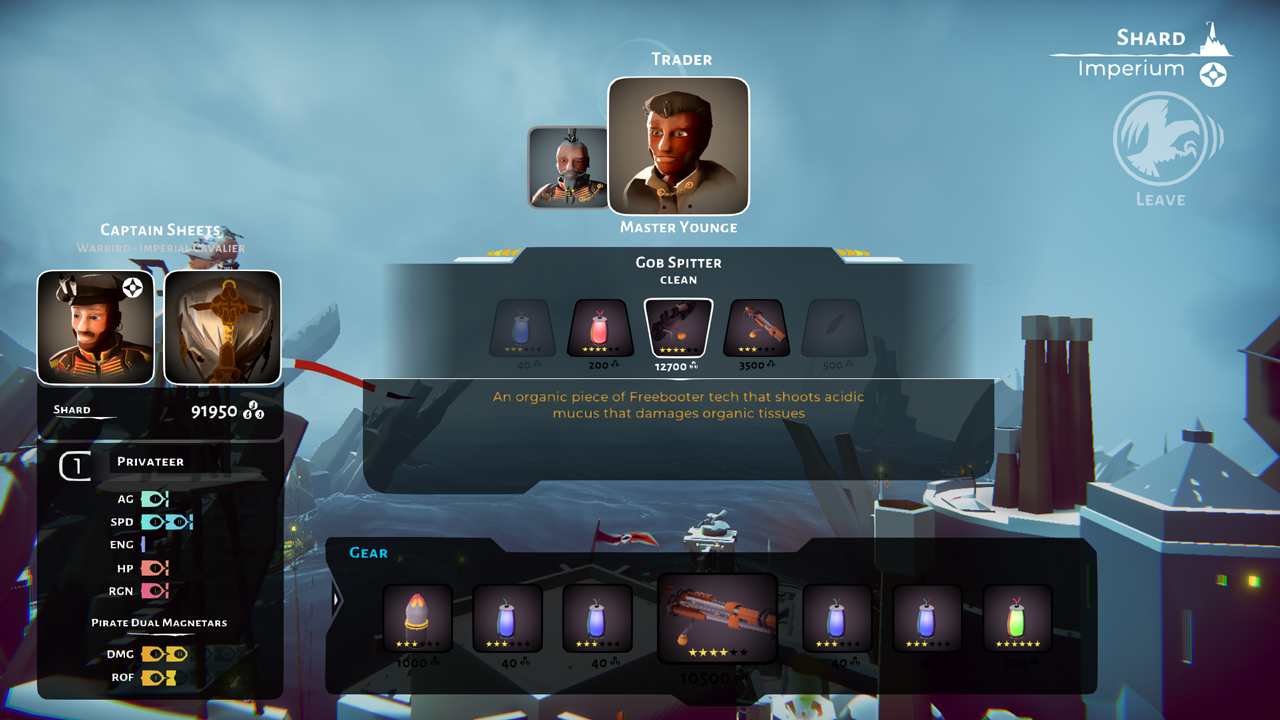 SHARD
Imperium
LEAVE
TRADER
MASTER YOUNGE
CAPTAIN SHEETS
WARBIRD - IMPERIAL CAVALIER
GOB SPITTER
CLEAN
40
200
12700
3500
500
An organic piece of Freebooter tech that shoots acidic
mucus that damages organic tissues
SHARD
91950
1
PRIVATEER
AG
SPD
ENG
HP
RGN
PIRATE DUAL MAGNETARS
DMG
ROF
GEAR
1000
40
40
10500
40
300